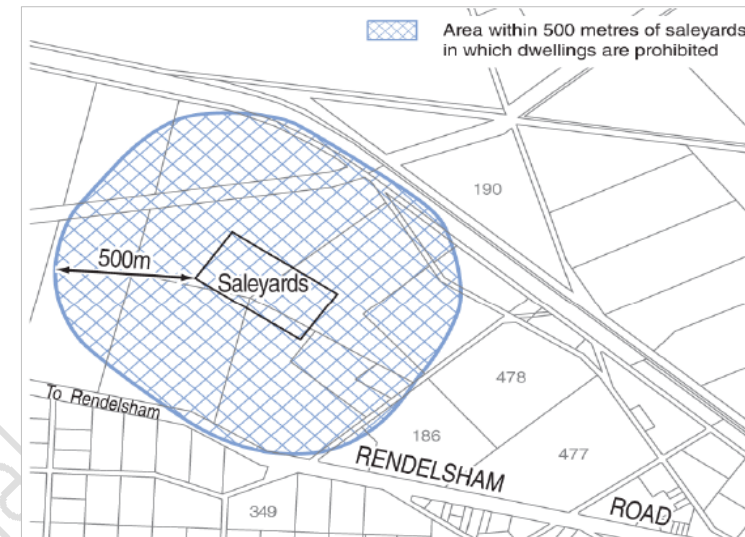 Area within 500 metres of saleyards
in which dwellings are prohibited
190
500m
Saleyards
To Rendelsham
478
186
477
RENDELSHAM
ROAD
349